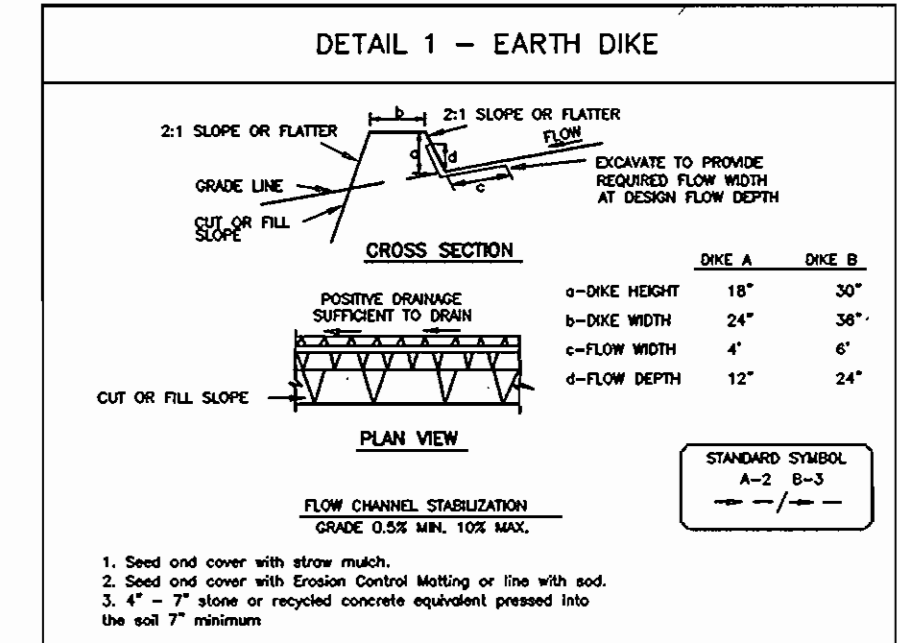 DETAIL 1 – EARTH DIKE
b
2:1 SLOPE OR FLATTER
2:1 SLOPE OR FLATTER
FLOW
a
d
EXCAVATE TO PROVIDE
REQUIRED FLOW WIDTH
AT DESIGN FLOW DEPTH
GRADE LINE
c
CUT OR FILL
SLOPE
CROSS SECTION
DIKE A DIKE B
a-DIKE HEIGHT 18" 30"
b-DIKE WIDTH 24" 36"
c-FLOW WIDTH 4' 6'
d-FLOW DEPTH 12" 24"
POSITIVE DRAINAGE
SUFFICIENT TO DRAIN
CUT OR FILL SLOPE
PLAN VIEW
STANDARD SYMBOL
A-2 B-3
FLOW CHANNEL STABILIZATION
GRADE 0.5% MIN. 10% MAX.
1. Seed and cover with straw mulch.
2. Seed and cover with Erosion Control Matting or line with sod.
3. 4" - 7" stone or recycled concrete equivalent pressed into
the soil 7" minimum